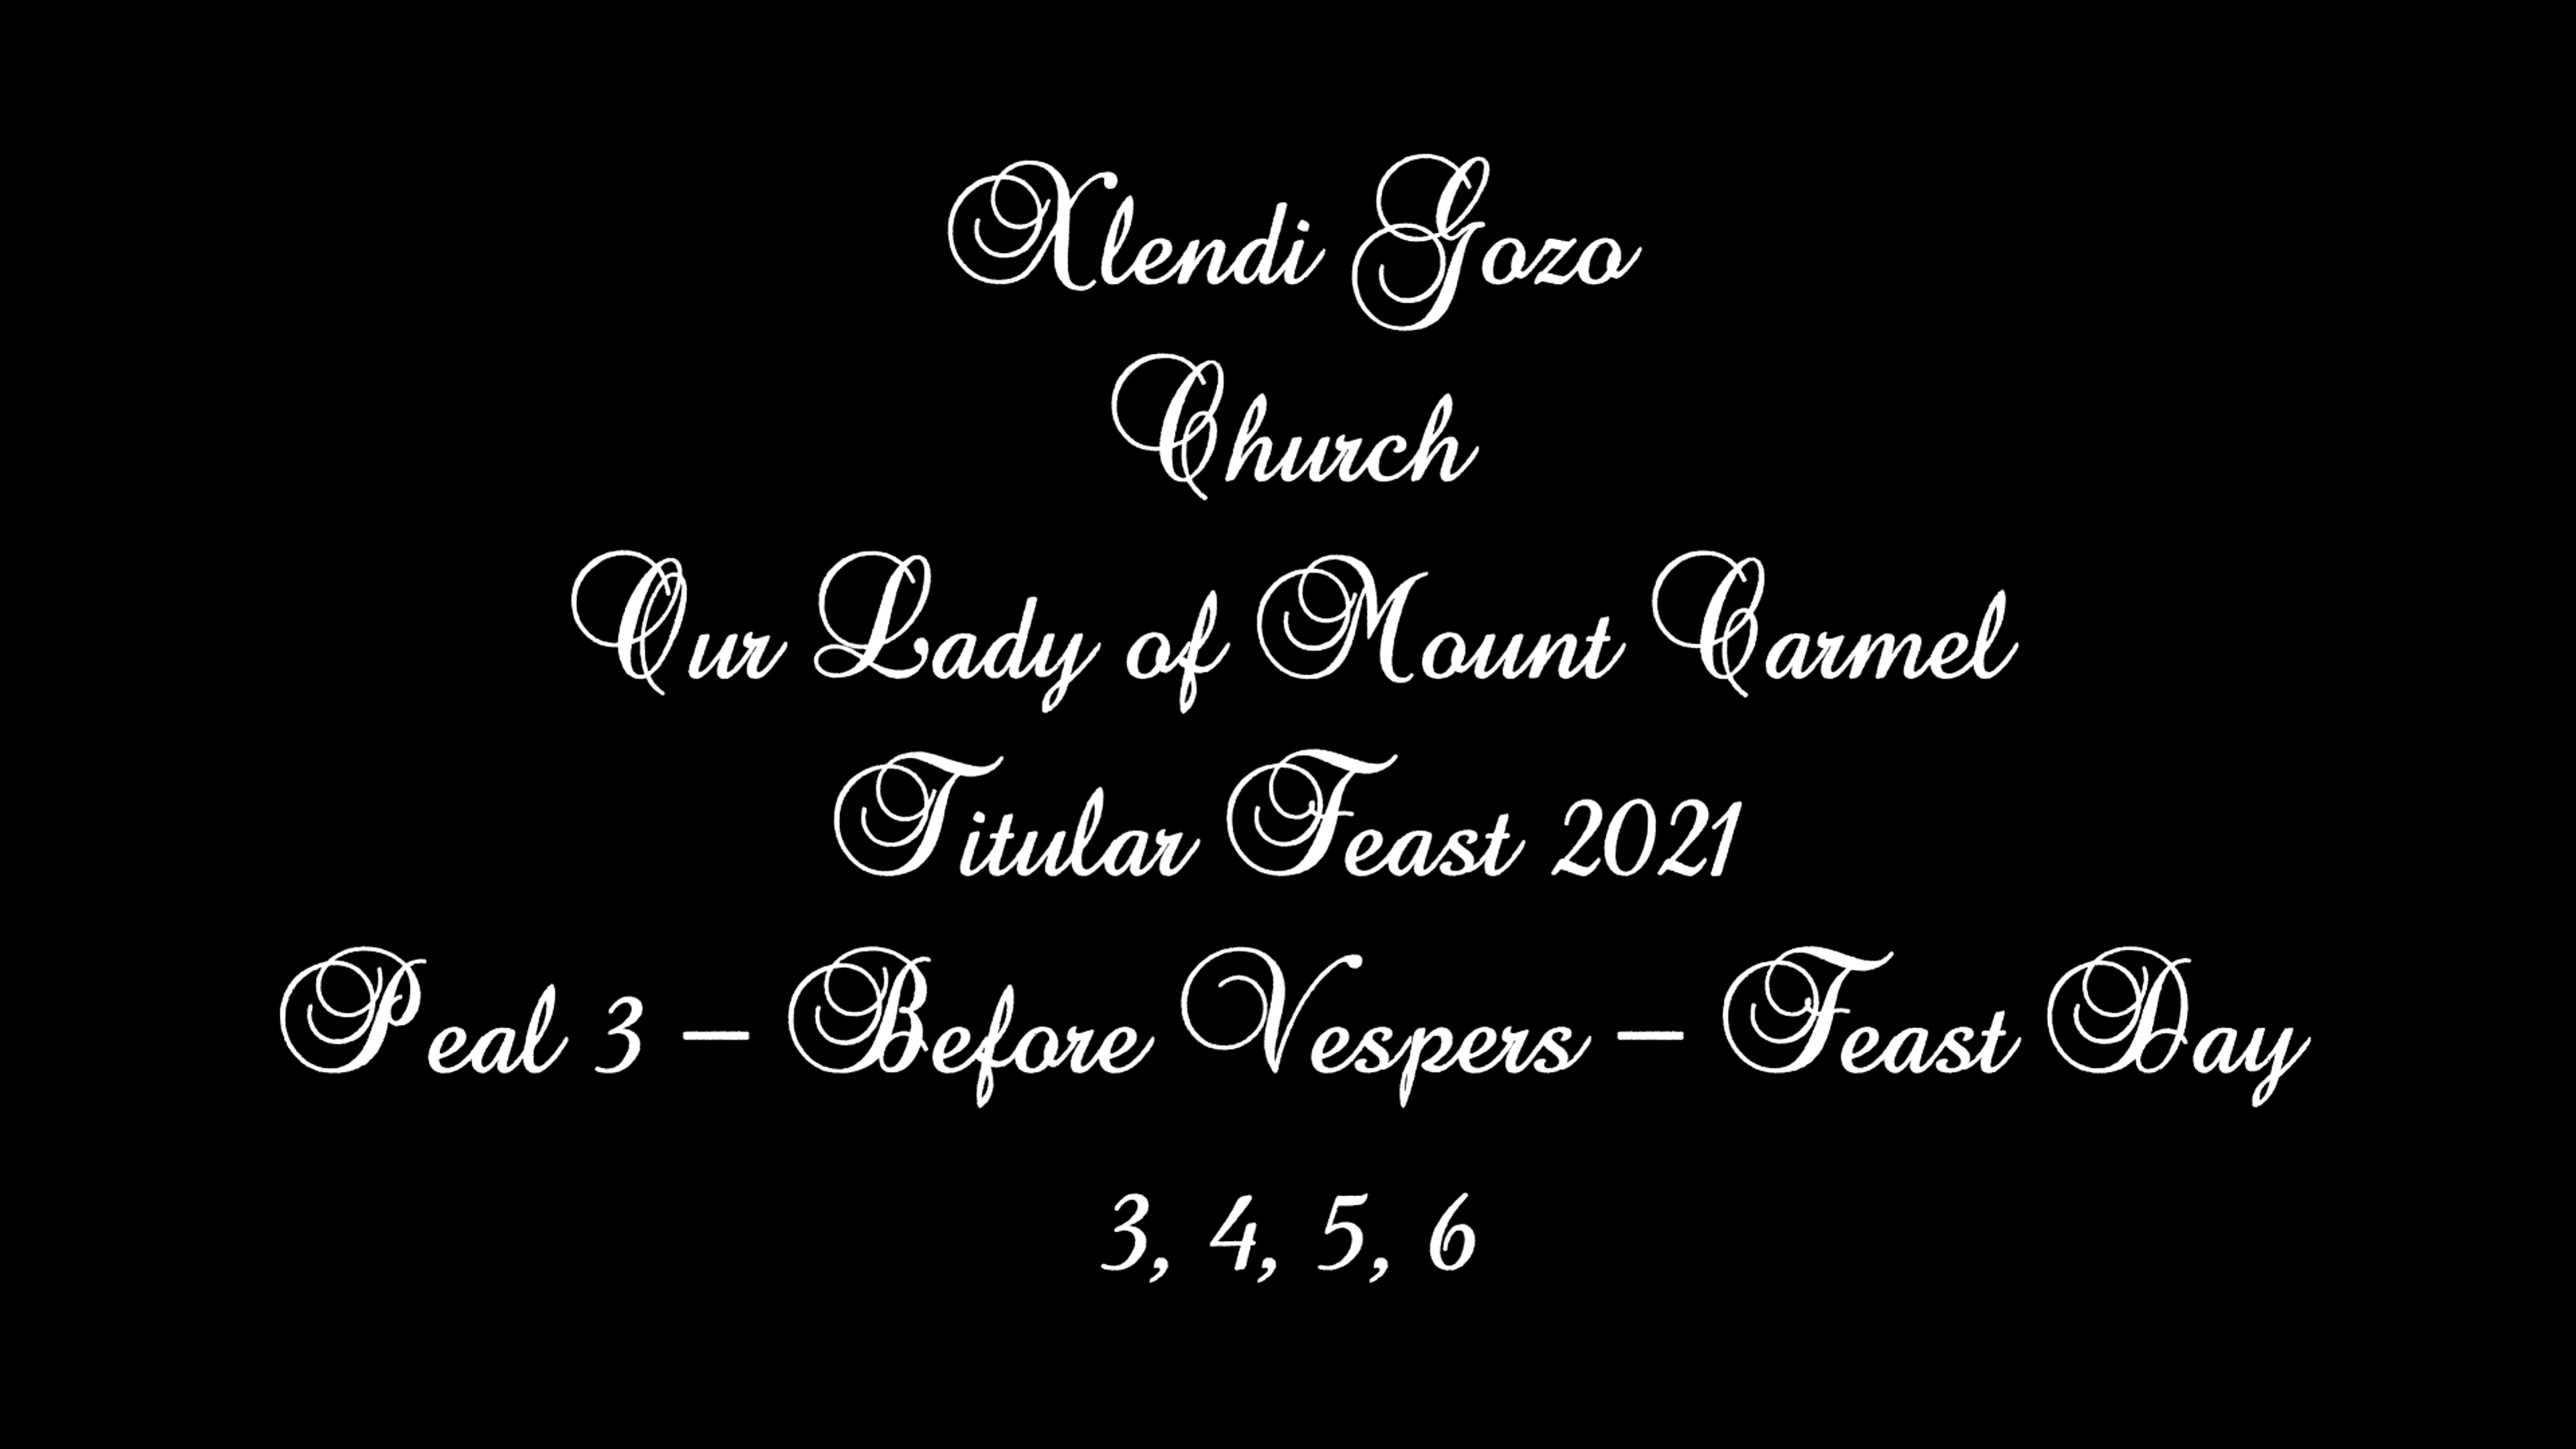 Xlendi Gozo
Church
Our Lady of Mount Carmel
Titular Feast 2021
Peal 3 – Before Vespers – Feast Day
3, 4, 5, 6